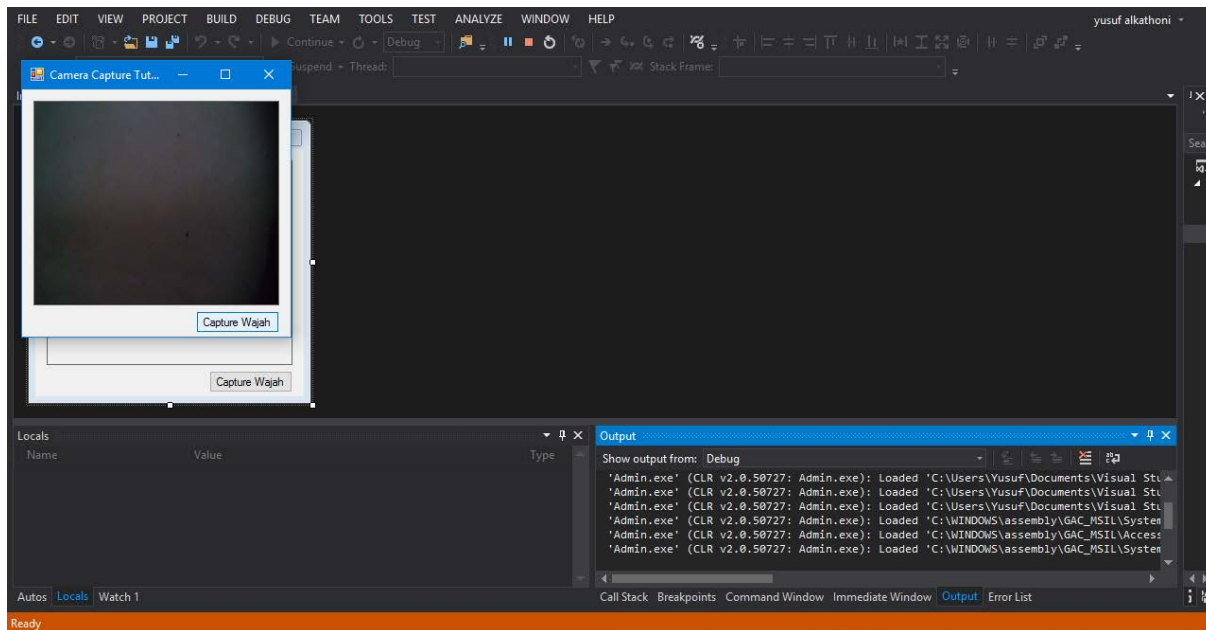 FILE EDIT VIEW PROJECT BUILD DEBUG TEAM TOOLS TEST ANALYZE WINDOW HELP yusuf alkathoni
Continue Debug
Suspend Thread: Stack Frame:
Camera Capture Tut...
Sea
Capture Wajah
Capture Wajah
Locals
Name Value Type
Autos Locals Watch 1
Output
Show output from: Debug
'Admin.exe' (CLR v2.0.50727: Admin.exe): Loaded 'C:\Users\Yusuf\Documents\Visual Stu
'Admin.exe' (CLR v2.0.50727: Admin.exe): Loaded 'C:\Users\Yusuf\Documents\Visual Stu
'Admin.exe' (CLR v2.0.50727: Admin.exe): Loaded 'C:\Users\Yusuf\Documents\Visual Stu
'Admin.exe' (CLR v2.0.50727: Admin.exe): Loaded 'C:\WINDOWS\assembly\GAC_MSIL\System
'Admin.exe' (CLR v2.0.50727: Admin.exe): Loaded 'C:\WINDOWS\assembly\GAC_MSIL\Access
'Admin.exe' (CLR v2.0.50727: Admin.exe): Loaded 'C:\WINDOWS\assembly\GAC_MSIL\System
Call Stack Breakpoints Command Window Immediate Window Output Error List
Ready